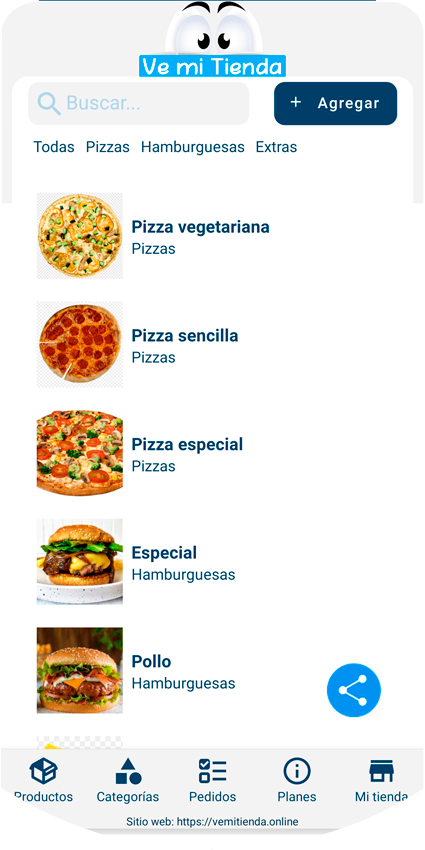 Ve mi Tienda
Buscar...
+ Agregar
Todas Pizzas Hamburguesas Extras
Pizza vegetariana
Pizzas
Pizza sencilla
Pizzas
Pizza especial
Pizzas
Especial
Hamburguesas
Pollo
Hamburguesas
Productos Categorías Pedidos Planes Mi tienda
Sitio web: https://vemitienda.online